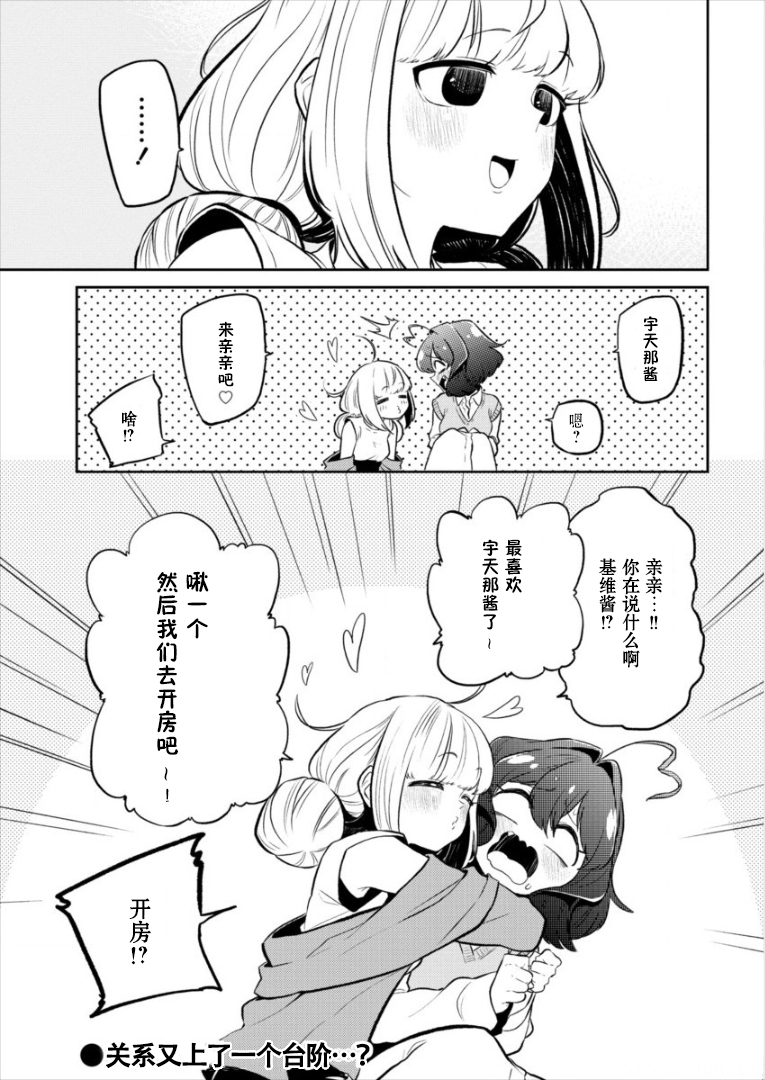 ……，
宇天那酱
嗯？
来亲亲吧♡
啥!?
亲亲…!!
你在说什么啊
基维酱!?
最喜欢
宇天那酱了
~
啾一个
然后我们去开房吧~！
开房!?
●关系又上了一个台阶…？